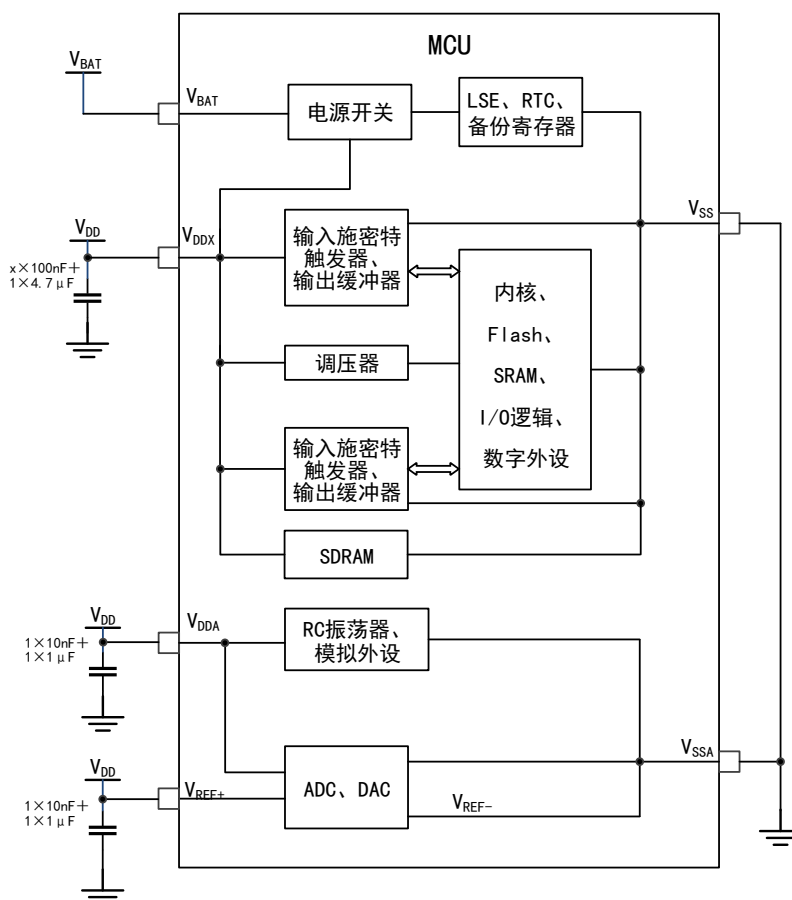 MCU
VBAT
VBAT
电源开关
LSE、RTC、
备份寄存器
VSS
VDD
VDDX
x×100nF+
1×4.7μF
输入施密特
触发器、
输出缓冲器
内核、
Flash、
SRAM、
I/O逻辑、
数字外设
调压器
输入施密特
触发器、
输出缓冲器
SDRAM
VDD
VDDA
1×10nF+
1×1μF
RC振荡器、
模拟外设
VSSA
VDD
VREF+
1×10nF+
1×1μF
ADC、DAC
VREF-